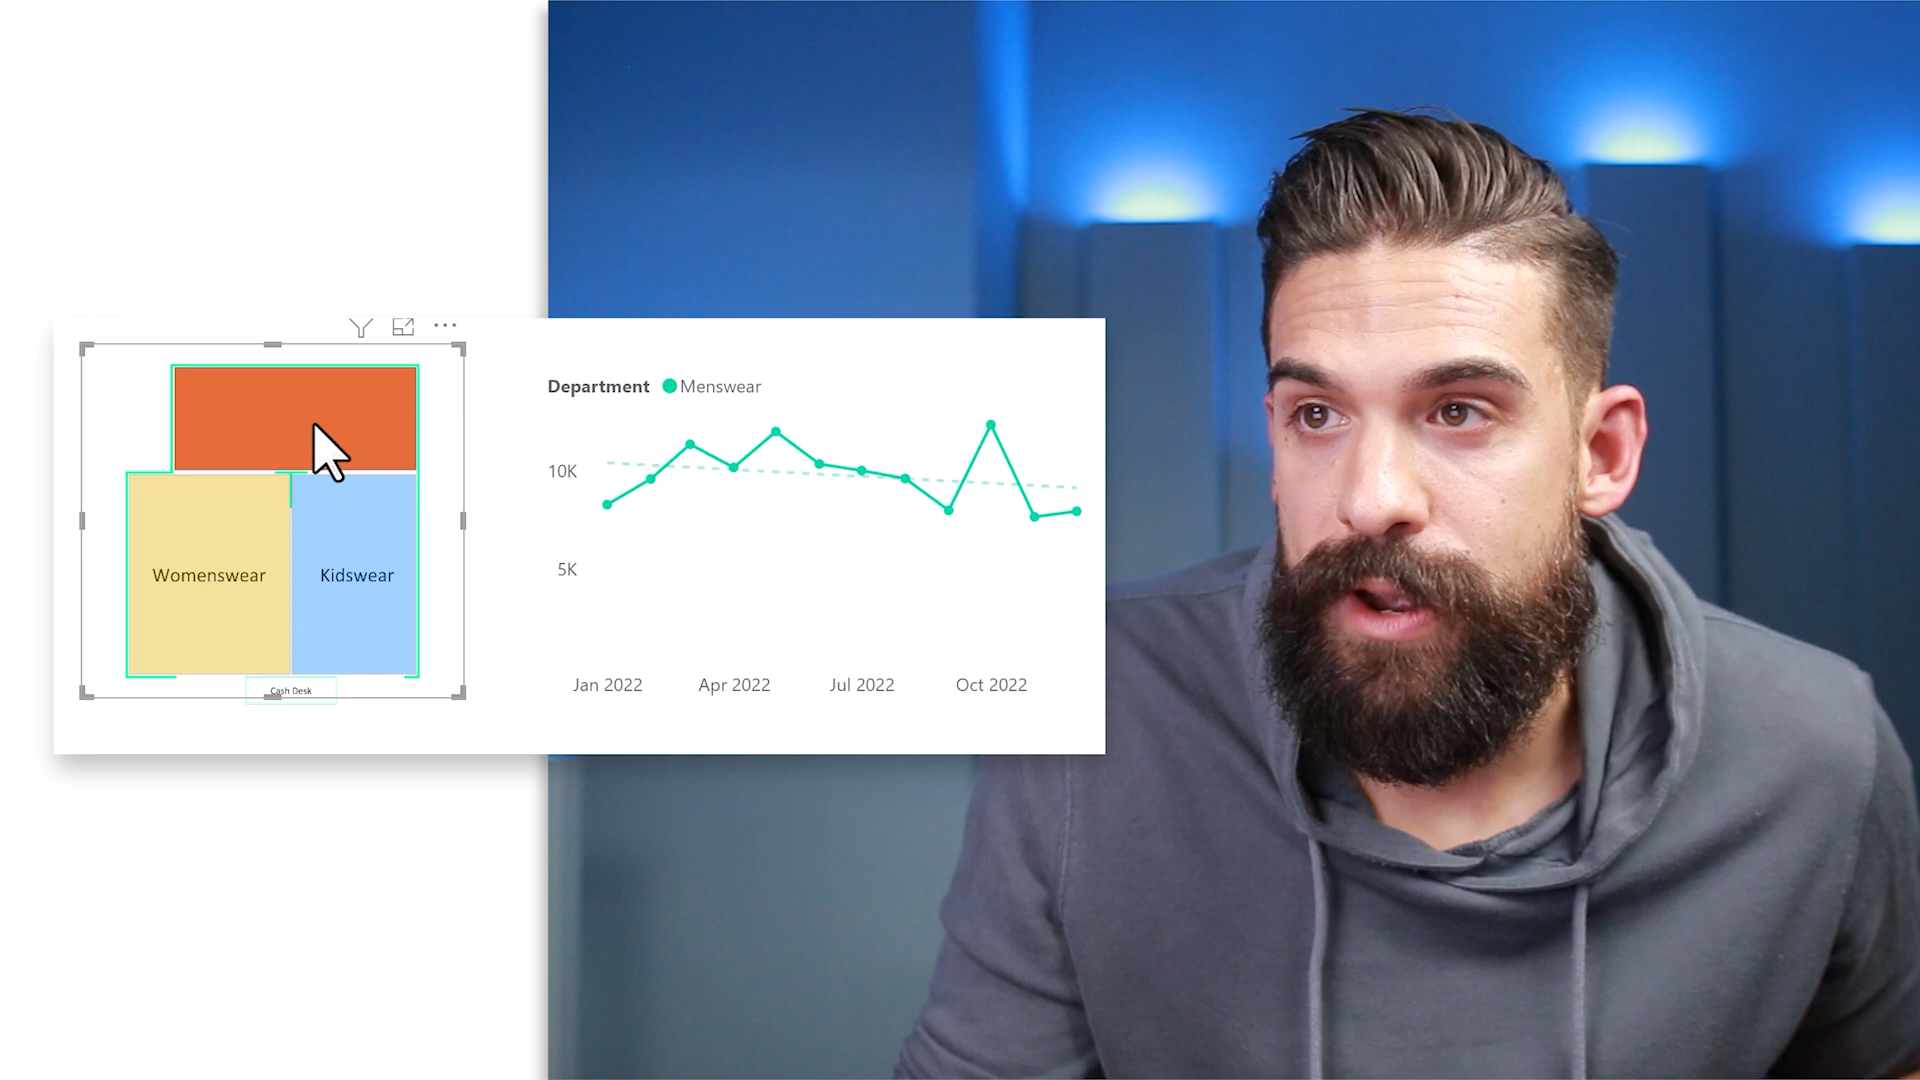 Womenswear
Kidswear
Cash Desk
Department Menswear
10K
5K
Jan 2022 Apr 2022 Jul 2022 Oct 2022